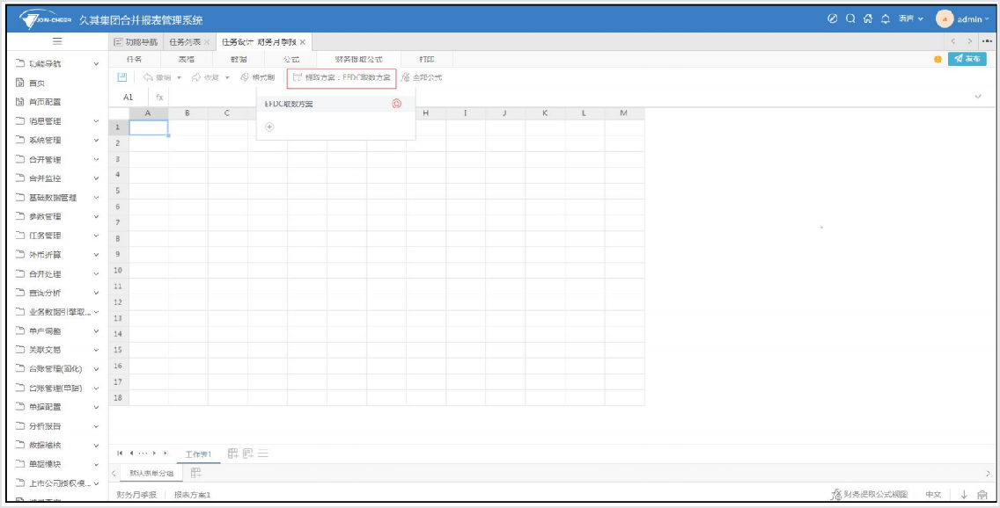 JOIN-CHEER 久其集团合并报表管理系统 语言 a admin
功能导航 任务列表 任务设计 财务月季报
任务 表样 数据 公式 财务提取公式 打印 发布
撤销 恢复 格式刷 提取方案：EFDC取数方案 全部公式
A1 fx
EFDC取数方案
A B C H I J K L M
1
2
3
4
5
6
7
8
9
10
11
12
13
14
15
16
17
18
功能导航
首页
首页配置
消息管理
系统管理
合并管理
合并监控
基础数据管理
参数管理
任务管理
外币折算
合并处理
查询分析
业务数据引擎取...
单户调整
关联交易
台账管理(固化)
台账管理(单据)
单据配置
分析报告
数据稽核
单据模块
上市公司授权模...
工作表1
默认表单分组
财务月季报 报表方案1 财务提取公式视图 中文